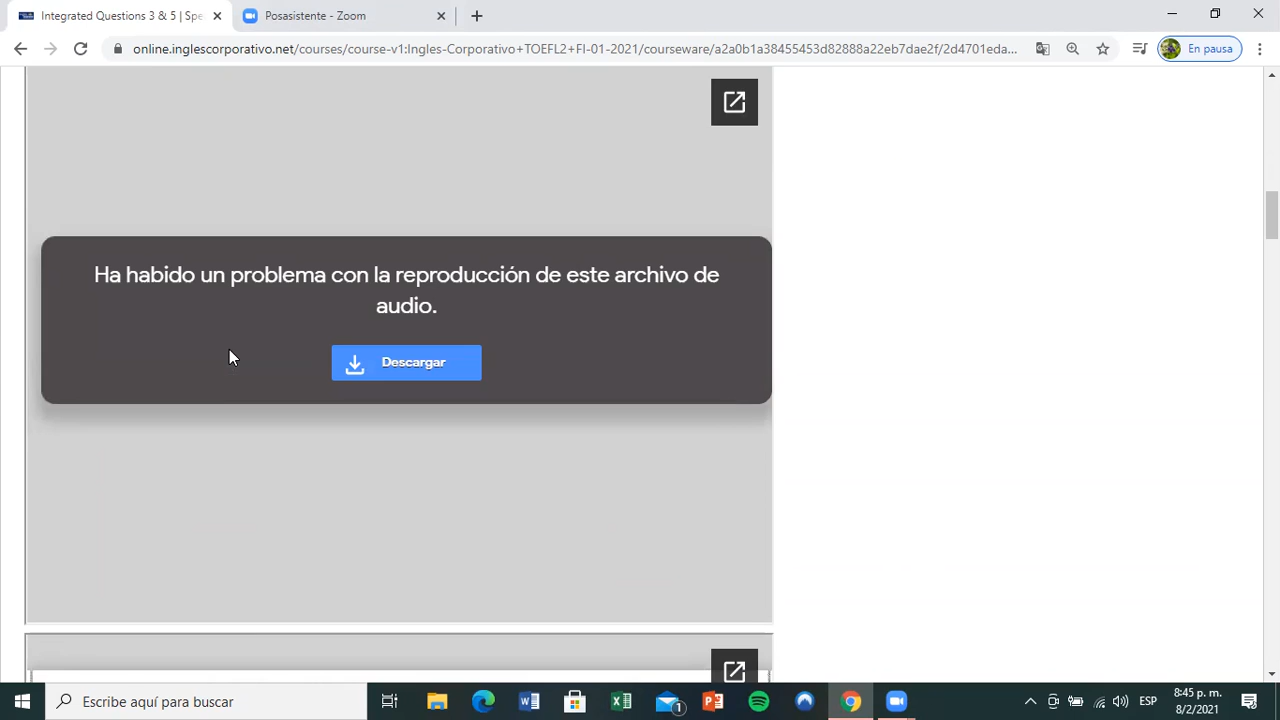 Integrated Questions 3 & 5 | Spe
Posasistente - Zoom
online.inglescorporativo.net/courses/course-v1:Ingles-Corporativo+TOEFL2+FI-01-2021/courseware/a2a0b1a38455453d82888a22eb7dae2f/2d4701eda...
En pausa
Ha habido un problema con la reproducción de este archivo de
audio.
Descargar
Escribe aquí para buscar
1
ESP
8:45 p. m.
8/2/2021